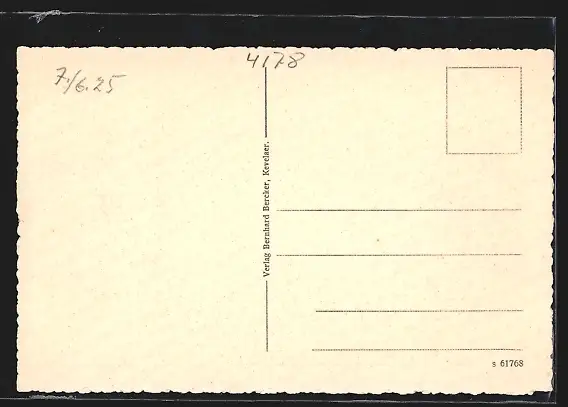 4178
7./6.25
Verlag Bernhard Bercker, Kevelaer.
s 61768